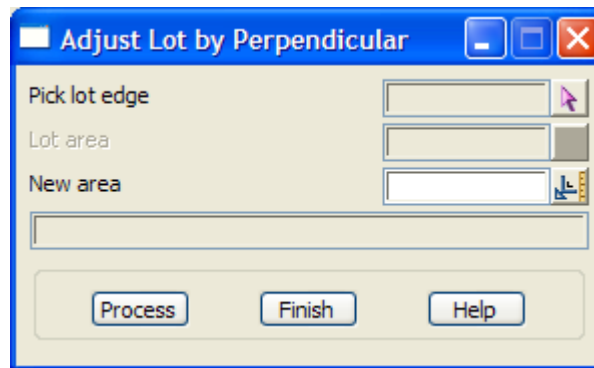 Adjust Lot by Perpendicular
Pick lot edge
Lot area
New area
Process Finish Help